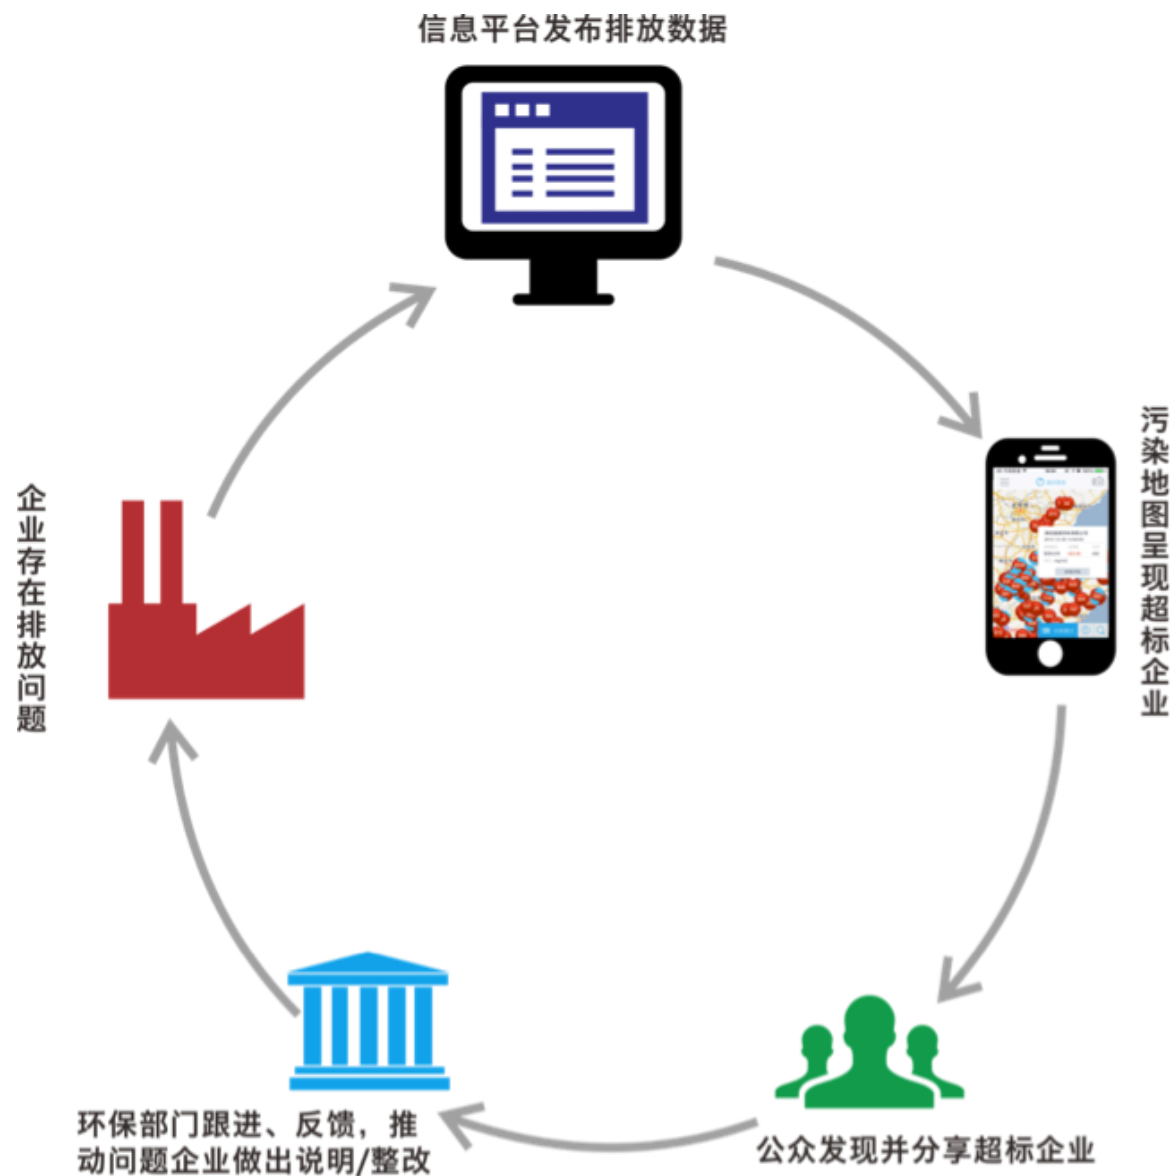 信息平台发布排放数据
污染地图呈现超标企业
企业存在排放问题
环保部门跟进、反馈，推
动问题企业做出说明/整改
公众发现并分享超标企业